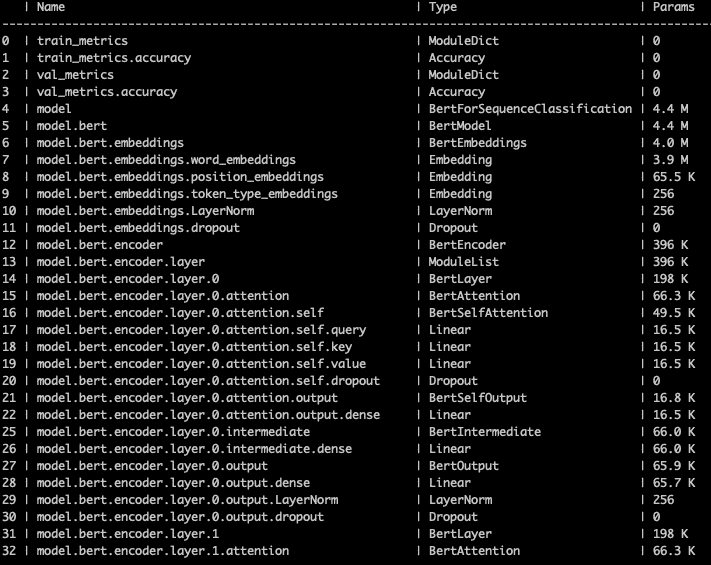 | Name | Type | Params
--------------------------------------------------------------------------------
0 | train_metrics | ModuleDict | 0
1 | train_metrics.accuracy | Accuracy | 0
2 | val_metrics | ModuleDict | 0
3 | val_metrics.accuracy | Accuracy | 0
4 | model | BertForSequenceClassification | 4.4 M
5 | model.bert | BertModel | 4.4 M
6 | model.bert.embeddings | BertEmbeddings | 4.0 M
7 | model.bert.embeddings.word_embeddings | Embedding | 3.9 M
8 | model.bert.embeddings.position_embeddings | Embedding | 65.5 K
9 | model.bert.embeddings.token_type_embeddings | Embedding | 256
10 | model.bert.embeddings.LayerNorm | LayerNorm | 256
11 | model.bert.embeddings.dropout | Dropout | 0
12 | model.bert.encoder | BertEncoder | 396 K
13 | model.bert.encoder.layer | ModuleList | 396 K
14 | model.bert.encoder.layer.0 | BertLayer | 198 K
15 | model.bert.encoder.layer.0.attention | BertAttention | 66.3 K
16 | model.bert.encoder.layer.0.attention.self | BertSelfAttention | 49.5 K
17 | model.bert.encoder.layer.0.attention.self.query | Linear | 16.5 K
18 | model.bert.encoder.layer.0.attention.self.key | Linear | 16.5 K
19 | model.bert.encoder.layer.0.attention.self.value | Linear | 16.5 K
20 | model.bert.encoder.layer.0.attention.self.dropout | Dropout | 0
21 | model.bert.encoder.layer.0.attention.output | BertSelfOutput | 16.8 K
22 | model.bert.encoder.layer.0.attention.output.dense | Linear | 16.5 K
25 | model.bert.encoder.layer.0.intermediate | BertIntermediate | 66.0 K
26 | model.bert.encoder.layer.0.intermediate.dense | Linear | 66.0 K
27 | model.bert.encoder.layer.0.output | BertOutput | 65.9 K
28 | model.bert.encoder.layer.0.output.dense | Linear | 65.7 K
29 | model.bert.encoder.layer.0.output.LayerNorm | LayerNorm | 256
30 | model.bert.encoder.layer.0.output.dropout | Dropout | 0
31 | model.bert.encoder.layer.1 | BertLayer | 198 K
32 | model.bert.encoder.layer.1.attention | BertAttention | 66.3 K